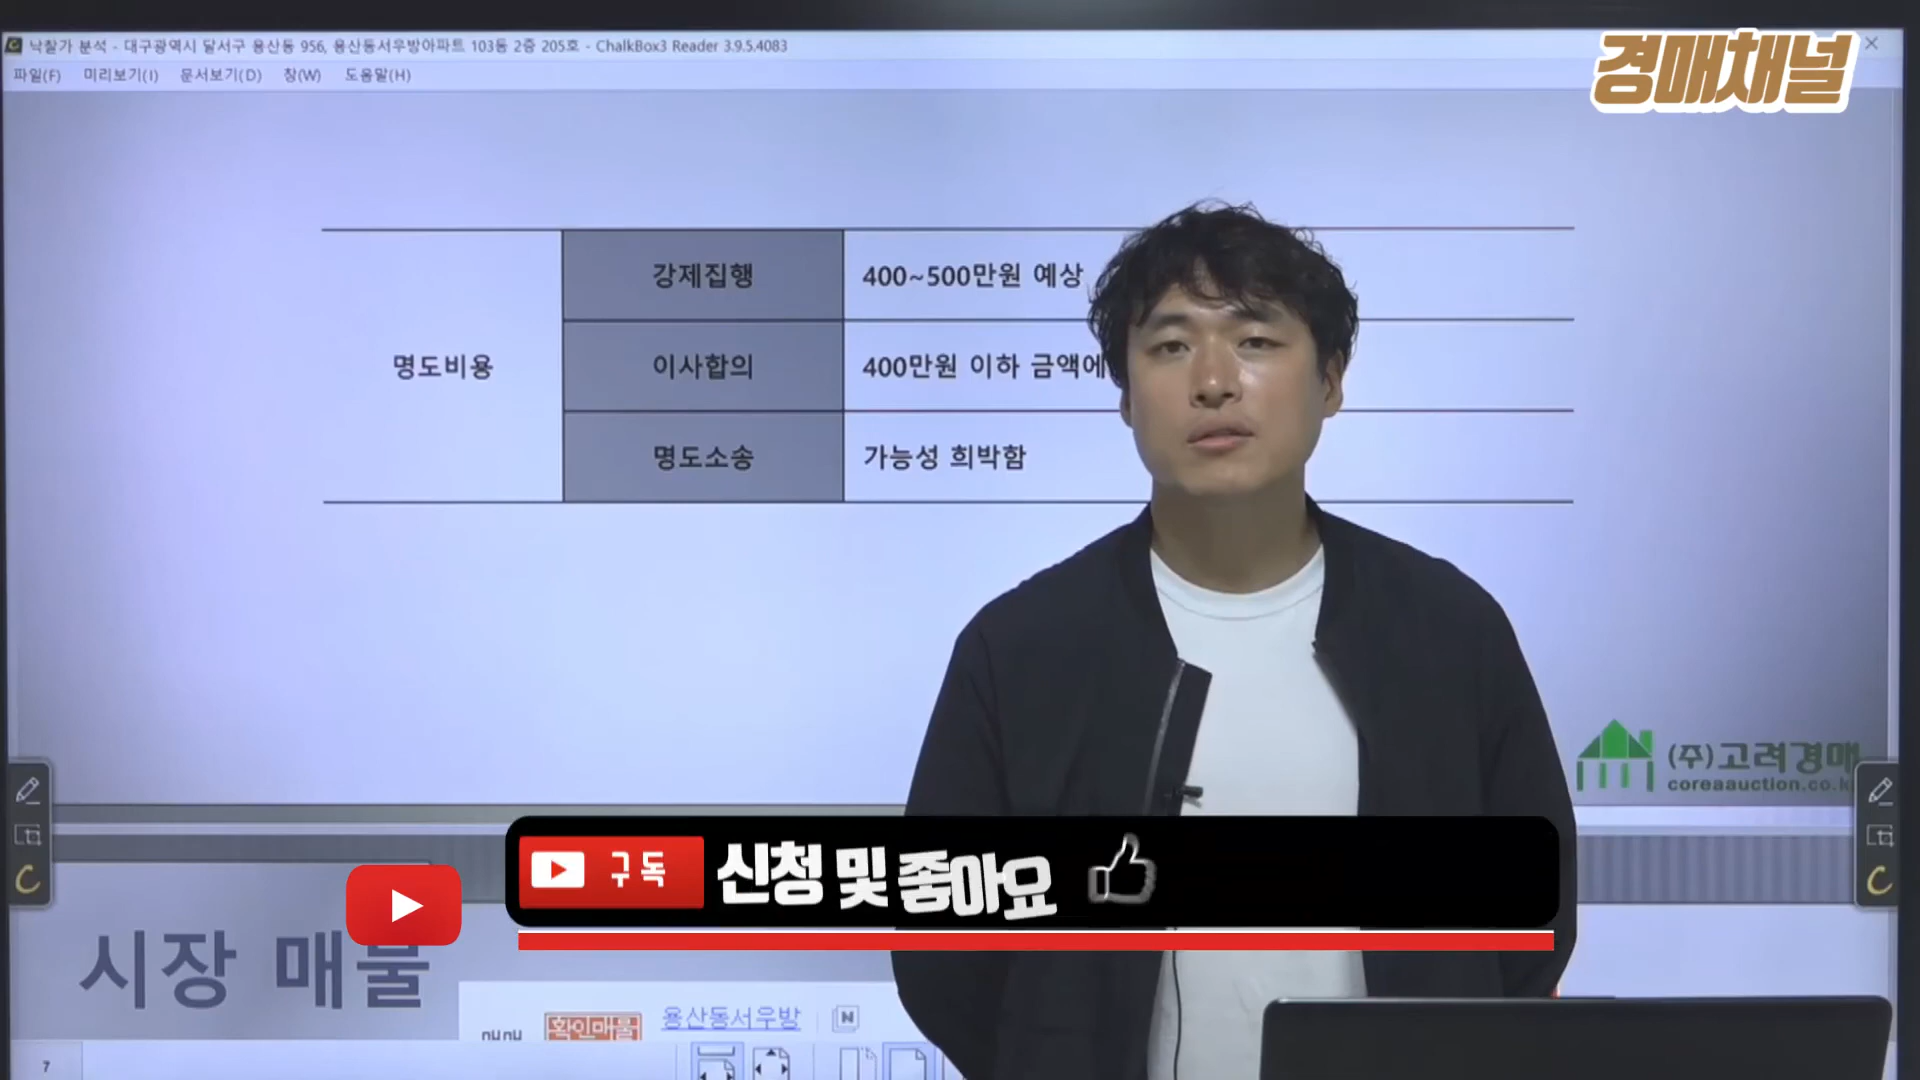 낙찰가 분석 - 대구광역시 달서구 용산동 956, 용산동서우방아파트 103동 2층 205호 - ChalkBox3 Reader 3.9.5.4083
경매채널
파일(F) 미리보기(I) 문서보기(D) 창(W) 도움말(H)
강제집행 400~500만원 예상
명도비용 이사합의 400만원 이하 금액에
명도소송 가능성 희박함
(주)고려경매
coreaauction.co.k
구독 신청 및 좋아요
시장 매물
매매 확인매물 용산동서우방 N
7